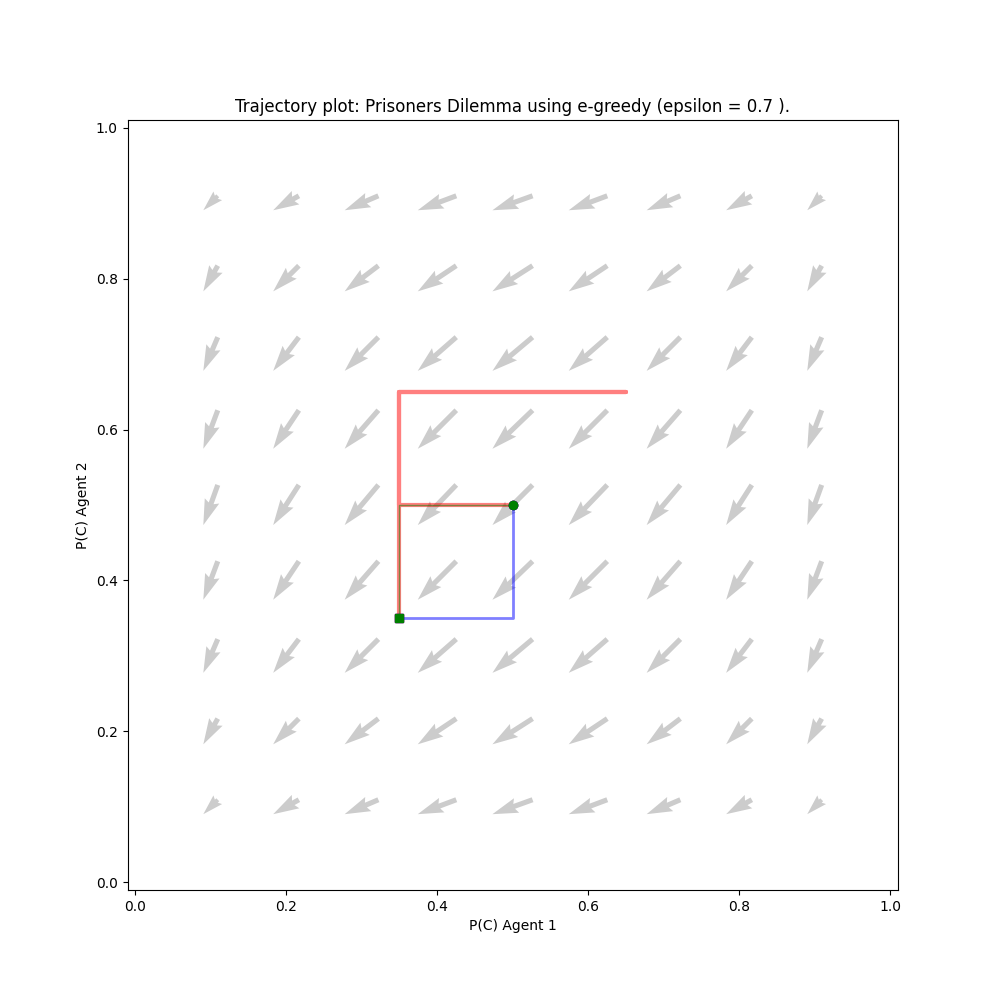 Trajectory plot: Prisoners Dilemma using e-greedy (epsilon = 0.7 ).
1.0
0.8
0.6
0.4
0.2
0.0
P(C) Agent 2
0.0 0.2 0.4 0.6 0.8 1.0
P(C) Agent 1